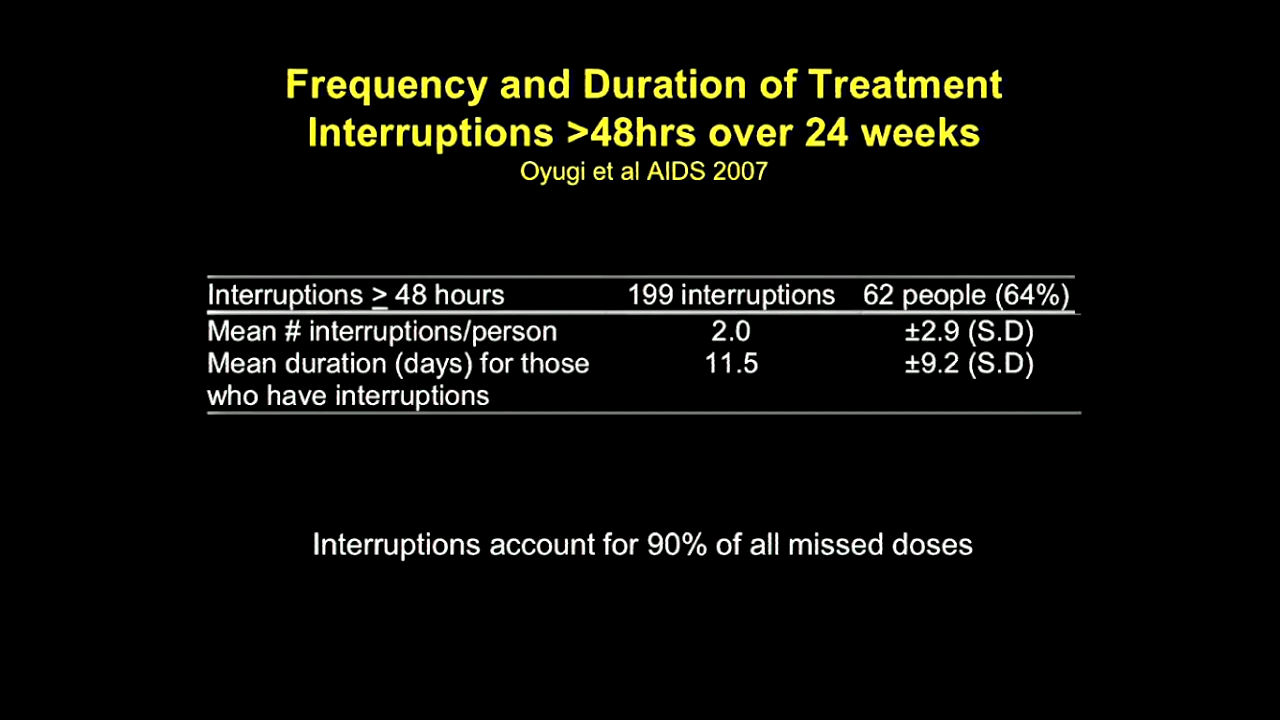 Frequency and Duration of Treatment
Interruptions >48hrs over 24 weeks
Oyugi et al AIDS 2007
Interruptions ≥ 48 hours 199 interruptions 62 people (64%)
Mean # interruptions/person 2.0 ±2.9 (S.D)
Mean duration (days) for those 11.5 ±9.2 (S.D)
who have interruptions
Interruptions account for 90% of all missed doses